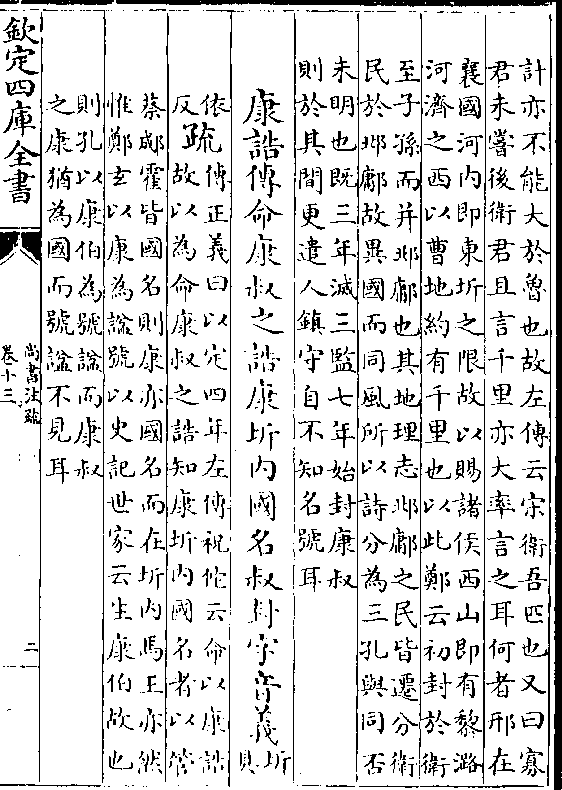 計亦不能大於魯也故左傳云宋衛吾匹也又曰寡
君未嘗後衛君且言千里亦大率言之耳何者邢在
襄國河内即東圻之限故以賜諸侯西山即有黎潞
河濟之西以曹地約有千里也以此鄭云初封於衛
至子孫而并邶鄘也其地理志邶鄘之民皆遷分衛
民於邶鄘故異國而同風所以詩分為三孔與同否
未明也既三年滅三監七年始封康叔
則於其間更遣人鎮守自不知名號耳
康誥傳命康叔之誥康圻内國名叔封字音義圻具
依反疏傳正義曰以定四年左傳祝佗云命以康誥
故以為命康叔之誥知康圻内國名者以管
蔡郕霍皆國名則康亦國名而在圻内馬王亦然
惟鄭玄以康為諡號以史記世家云生康伯故也
則孔以康伯為號諡而康叔
之康猶為國而號諡不見耳
欽定四庫全書
尚書注疏
卷十三
二